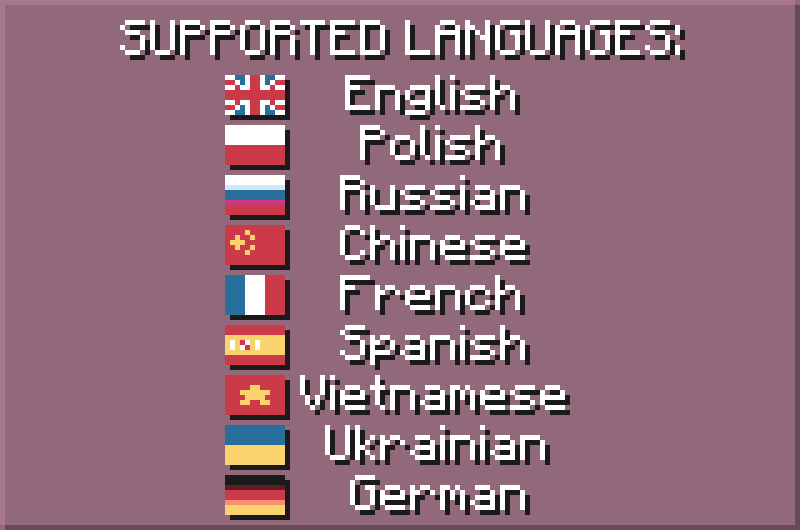 SUPPORTED LANGUAGES:
English
Polish
Russian
Chinese
French
Spanish
Vietnamese
Ukrainian
German